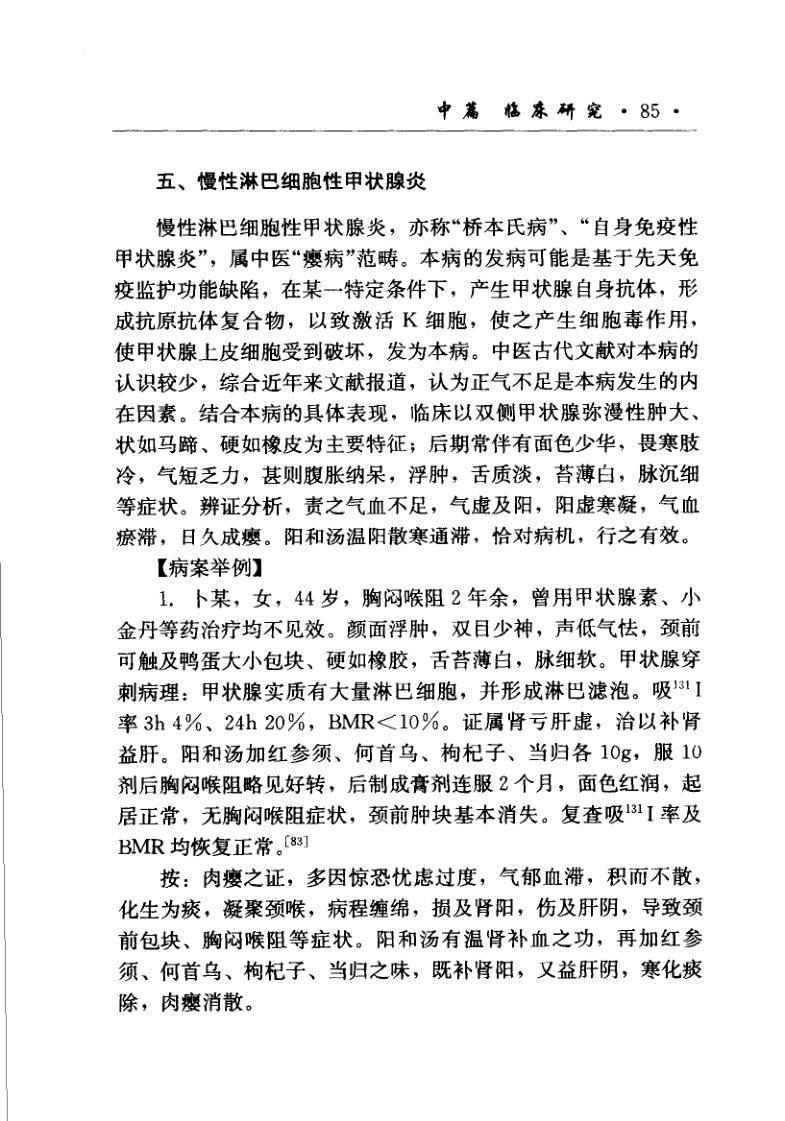 中篇 临床研究 · 85 ·
五、慢性淋巴细胞性甲状腺炎
慢性淋巴细胞性甲状腺炎，亦称“桥本氏病”、“自身免疫性
甲状腺炎”，属中医“瘿病”范畴。本病的发病可能是基于先天免
疫监护功能缺陷，在某一特定条件下，产生甲状腺自身抗体，形
成抗原抗体复合物，以致激活 K 细胞，使之产生细胞毒作用，
使甲状腺上皮细胞受到破坏，发为本病。中医古代文献对本病的
认识较少，综合近年来文献报道，认为正气不足是本病发生的内
在因素。结合本病的具体表现，临床以双侧甲状腺弥漫性肿大、
状如马蹄、硬如橡皮为主要特征；后期常伴有面色少华，畏寒肢
冷，气短乏力，甚则腹胀纳呆，浮肿，舌质淡，苔薄白，脉沉细
等症状。辨证分析，责之气血不足，气虚及阳，阳虚寒凝，气血
瘀滞，日久成瘿。阳和汤温阳散寒通滞，恰对病机，行之有效。
【病案举例】
1. 卜某，女，44 岁，胸闷喉阻 2 年余，曾用甲状腺素、小
金丹等药治疗均不见效。颜面浮肿，双目少神，声低气怯，颈前
可触及鸭蛋大小包块、硬如橡胶，舌苔薄白，脉细软。甲状腺穿
刺病理：甲状腺实质有大量淋巴细胞，并形成淋巴滤泡。吸¹³¹I
率 3h 4％、24h 20％，BMR＜10％。证属肾亏肝虚，治以补肾
益肝。阳和汤加红参须、何首乌、枸杞子、当归各 10g，服 10
剂后胸闷喉阻略见好转，后制成膏剂连服 2 个月，面色红润，起
居正常，无胸闷喉阻症状，颈前肿块基本消失。复查吸¹³¹I 率及
BMR 均恢复正常。[83]
按：肉瘿之证，多因惊恐忧虑过度，气郁血滞，积而不散，
化生为痰，凝聚颈喉，病程缠绵，损及肾阳，伤及肝阴，导致颈
前包块、胸闷喉阻等症状。阳和汤有温肾补血之功，再加红参
须、何首乌、枸杞子、当归之味，既补肾阳，又益肝阴，寒化痰
除，肉瘿消散。